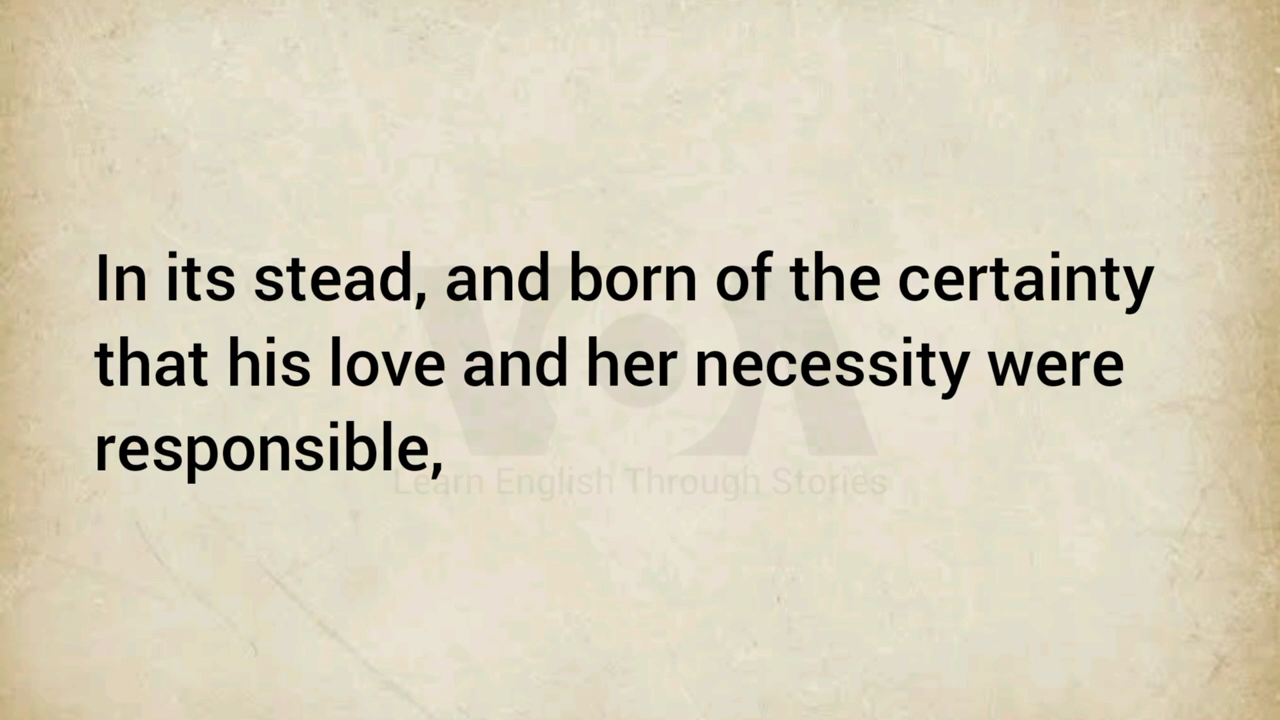 In its stead, and born of the certainty
that his love and her necessity were
responsible,
VOA
Learn English Through Stories